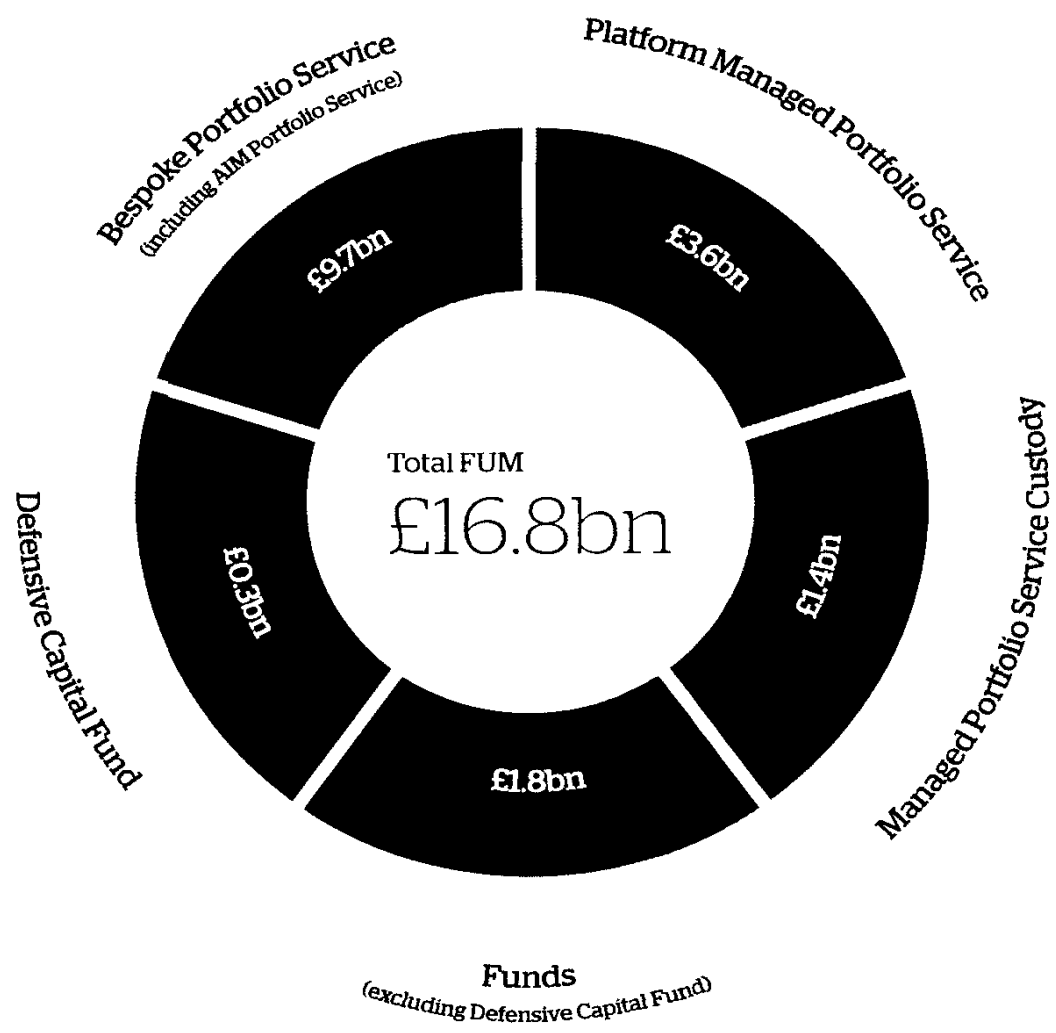 Bespoke Portfolio Service
(including AIM Portfolio Service)
£9.7bn
Platform Managed Portfolio Service
£3.6bn
Managed Portfolio Service Custody
£1.4bn
Funds
(excluding Defensive Capital Fund)
£1.8bn
Defensive Capital Fund
£0.3bn
Total FUM
£16.8bn